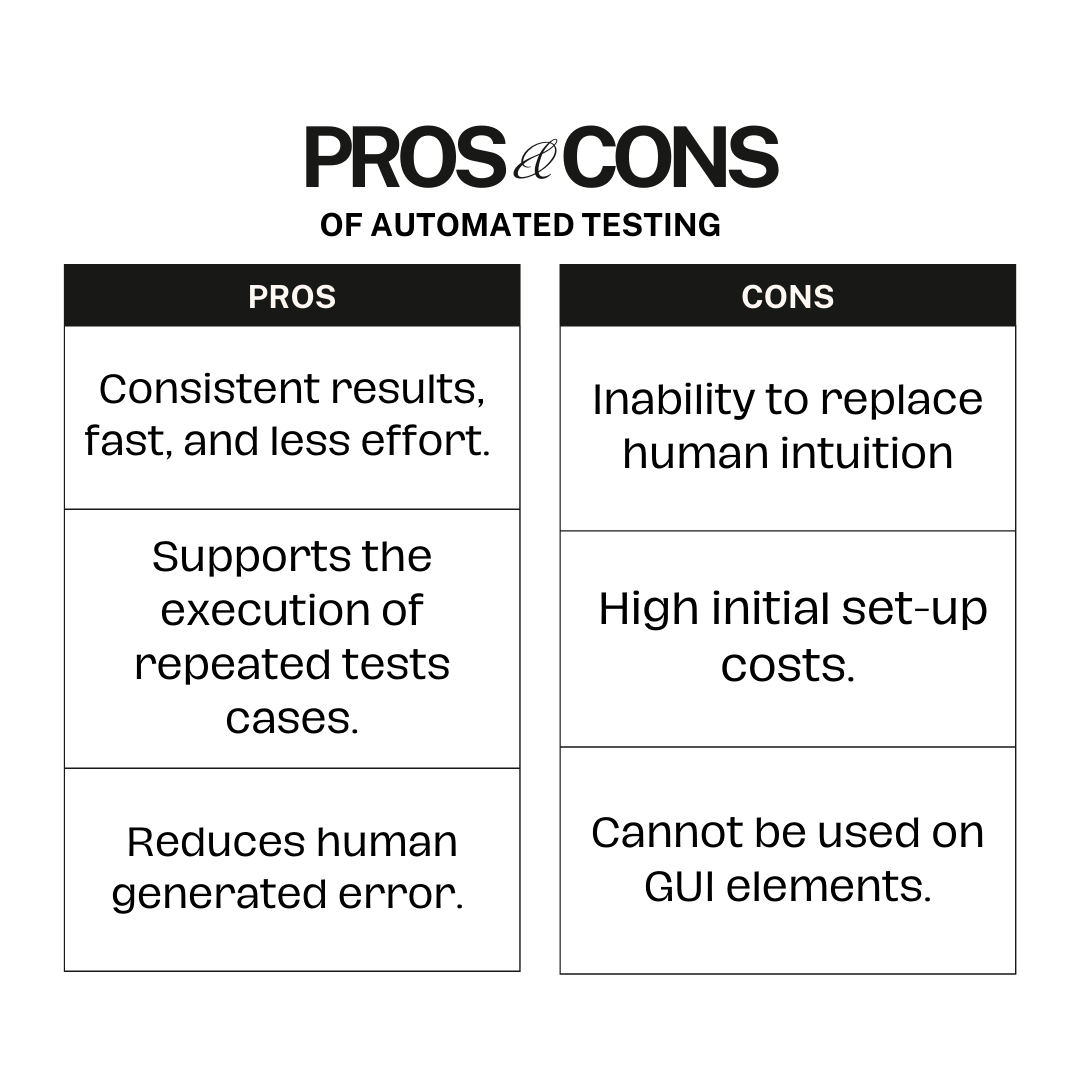 PROS & CONS
OF AUTOMATED TESTING
PROS
Consistent results,
fast, and less effort.
Supports the
execution of
repeated tests
cases.
Reduces human
generated error.
CONS
Inability to replace
human intuition
High initial set-up
costs.
Cannot be used on
GUI elements.